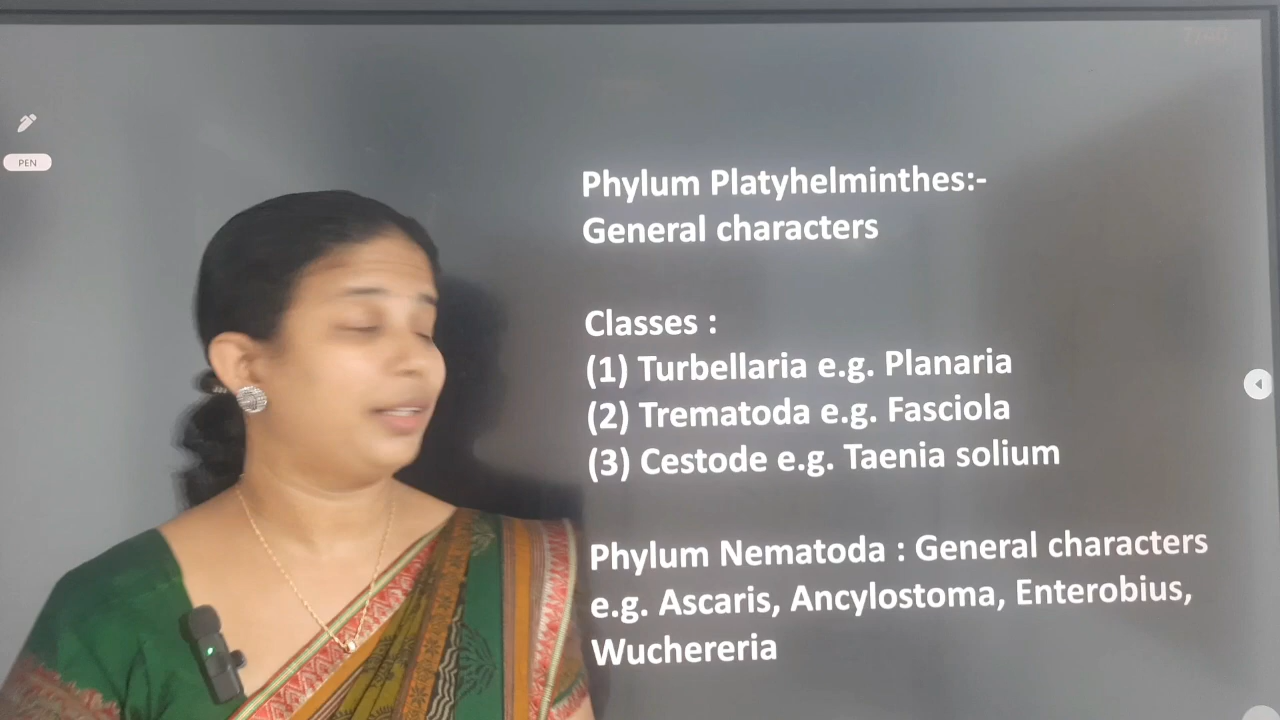 PEN
Phylum Platyhelminthes:-
General characters
Classes :
(1) Turbellaria e.g. Planaria
(2) Trematoda e.g. Fasciola
(3) Cestode e.g. Taenia solium
Phylum Nematoda : General characters
e.g. Ascaris, Ancylostoma, Enterobius,
Wuchereria